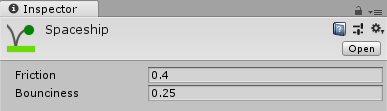 Inspector
Spaceship
Open
Friction 0.4
Bounciness 0.25